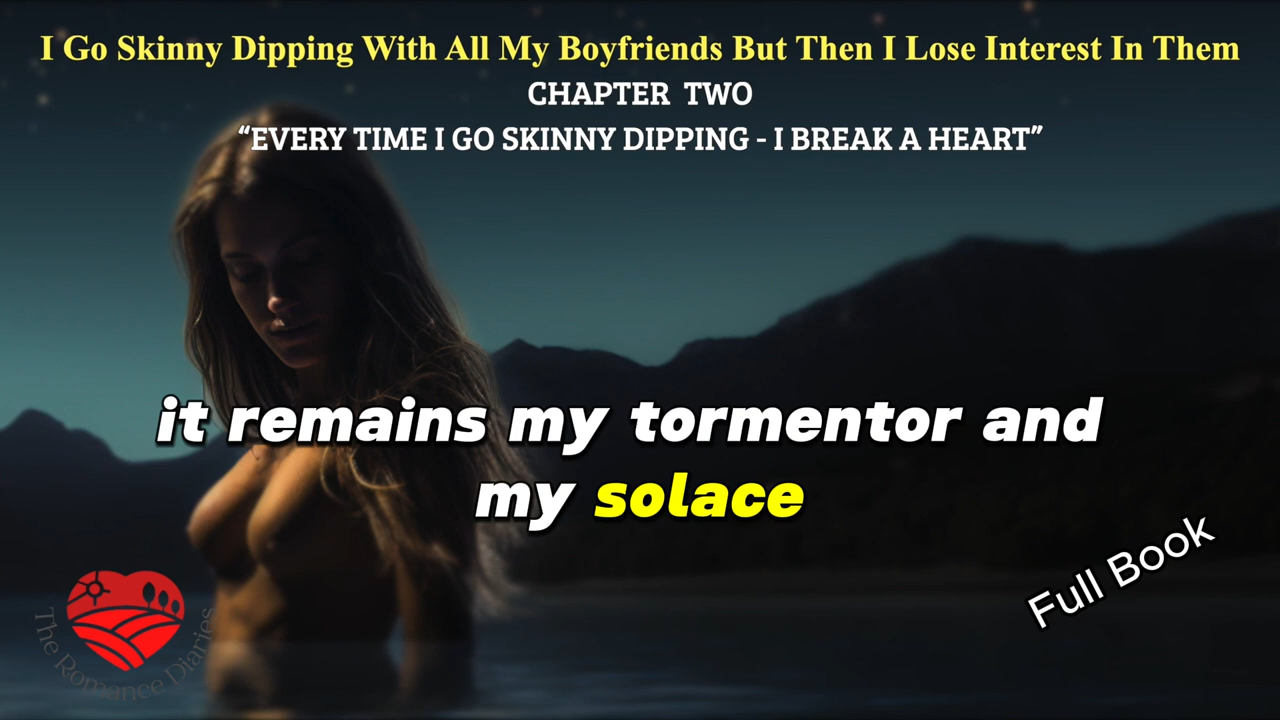 I Go Skinny Dipping With All My Boyfriends But Then I Lose Interest In Them
CHAPTER TWO
“EVERY TIME I GO SKINNY DIPPING - I BREAK A HEART”
it remains my tormentor and
my solace
Full Book
The Romance Diaries